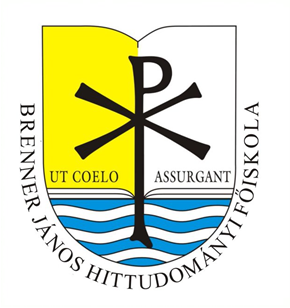 UT COELO ASSURGANT
BRENNER JÁNOS HITTUDOMÁNYI FŐISKOLA